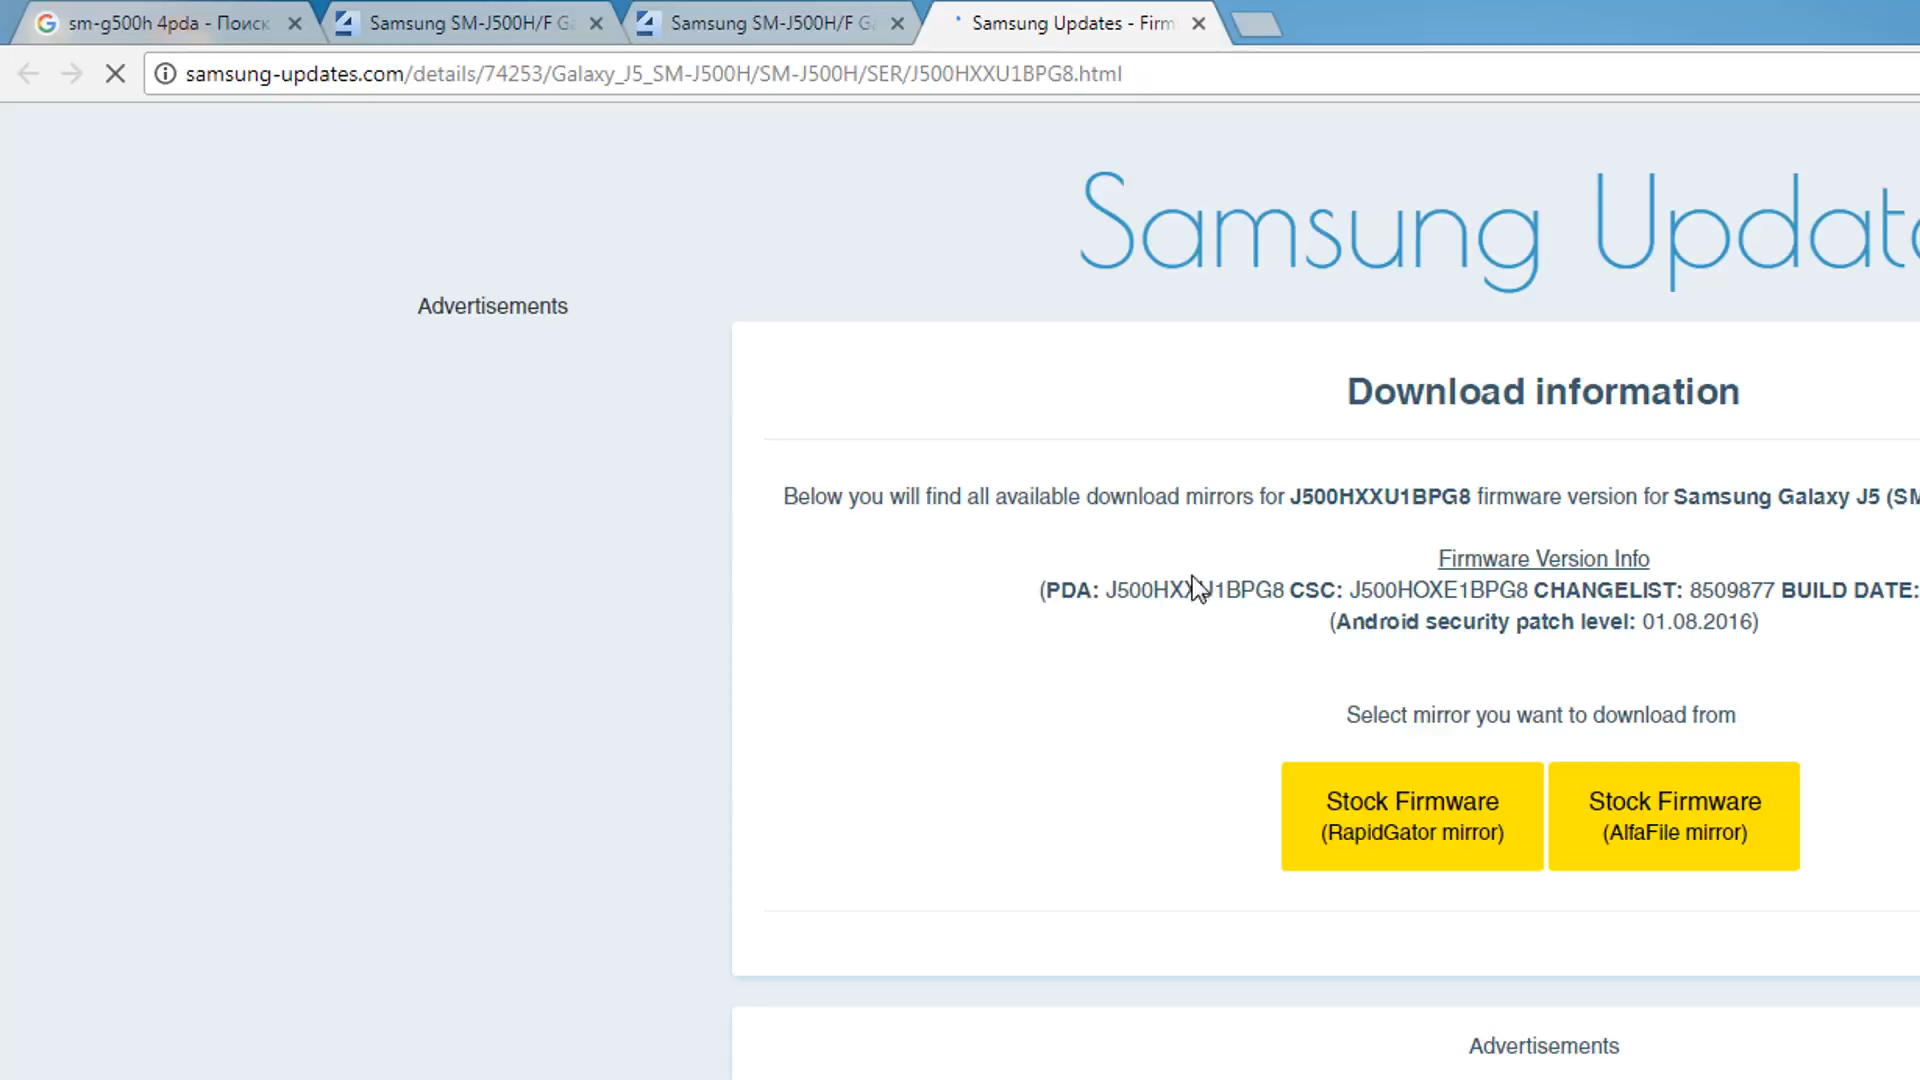 sm-g500h 4pda - Поиск
Samsung SM-J500H/F Ga
Samsung SM-J500H/F Ga
Samsung Updates - Firm
samsung-updates.com/details/74253/Galaxy_J5_SM-J500H/SM-J500H/SER/J500HXXU1BPG8.html
Samsung Update
Advertisements
Download information
Below you will find all available download mirrors for J500HXXU1BPG8 firmware version for Samsung Galaxy J5 (SM
Firmware Version Info
(PDA: J500HXXU1BPG8 CSC: J500HOXE1BPG8 CHANGELIST: 8509877 BUILD DATE:
(Android security patch level: 01.08.2016)
Select mirror you want to download from
Stock Firmware
(RapidGator mirror)
Stock Firmware
(AlfaFile mirror)
Advertisements